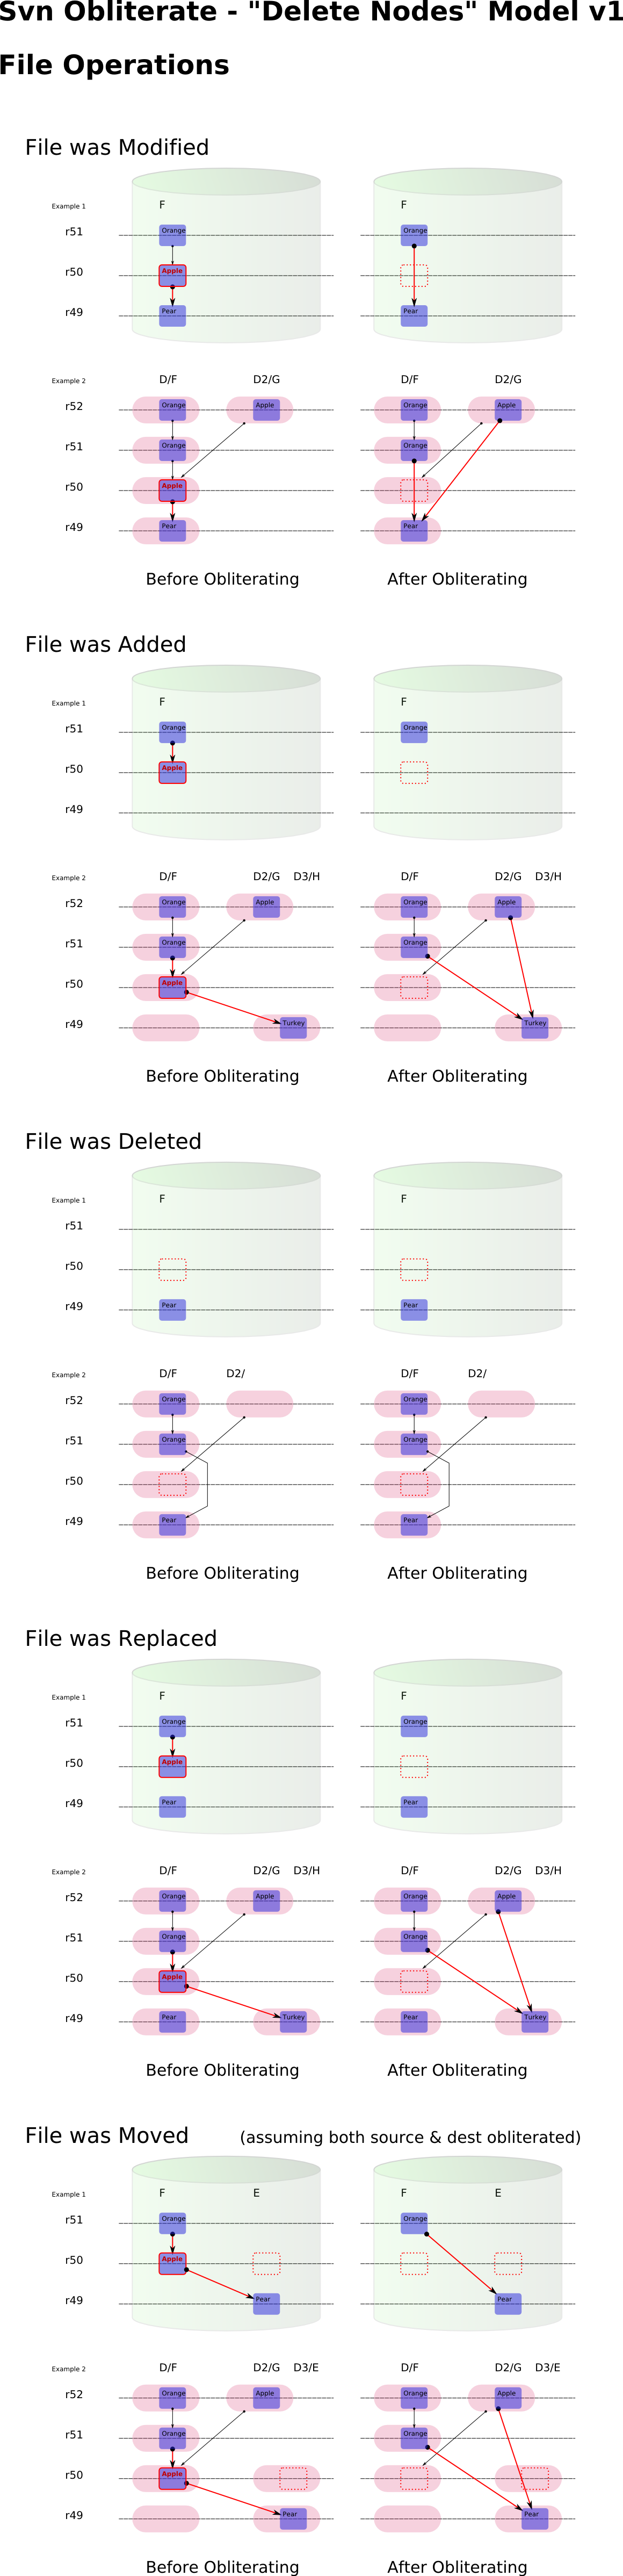 Svn Obliterate - "Delete Nodes" Model v1
File Operations
File was Modified
Example 1
F
F
r51
Orange
Orange
r50
Apple
r49
Pear
Pear
Example 2
D/F
D2/G
D/F
D2/G
r52
Orange
Apple
Orange
Apple
r51
Orange
Orange
r50
Apple
r49
Pear
Pear
Before Obliterating
After Obliterating
File was Added
Example 1
F
F
r51
Orange
Orange
r50
Apple
r49
Example 2
D/F
D2/G
D3/H
D/F
D2/G
D3/H
r52
Orange
Apple
Orange
Apple
r51
Orange
Orange
r50
Apple
r49
Turkey
Turkey
Before Obliterating
After Obliterating
File was Deleted
Example 1
F
F
r51
r50
r49
Pear
Pear
Example 2
D/F
D2/
D/F
D2/
r52
Orange
Orange
r51
Orange
Orange
r50
r49
Pear
Pear
Before Obliterating
After Obliterating
File was Replaced
Example 1
F
F
r51
Orange
Orange
r50
Apple
r49
Pear
Pear
Example 2
D/F
D2/G
D3/H
D/F
D2/G
D3/H
r52
Orange
Apple
Orange
Apple
r51
Orange
Orange
r50
Apple
r49
Pear
Turkey
Pear
Turkey
Before Obliterating
After Obliterating
File was Moved (assuming both source & dest obliterated)
Example 1
F
E
F
E
r51
Orange
Orange
r50
Apple
r49
Pear
Pear
Example 2
D/F
D2/G
D3/E
D/F
D2/G
D3/E
r52
Orange
Apple
Orange
Apple
r51
Orange
Orange
r50
Apple
r49
Pear
Pear
Before Obliterating
After Obliterating